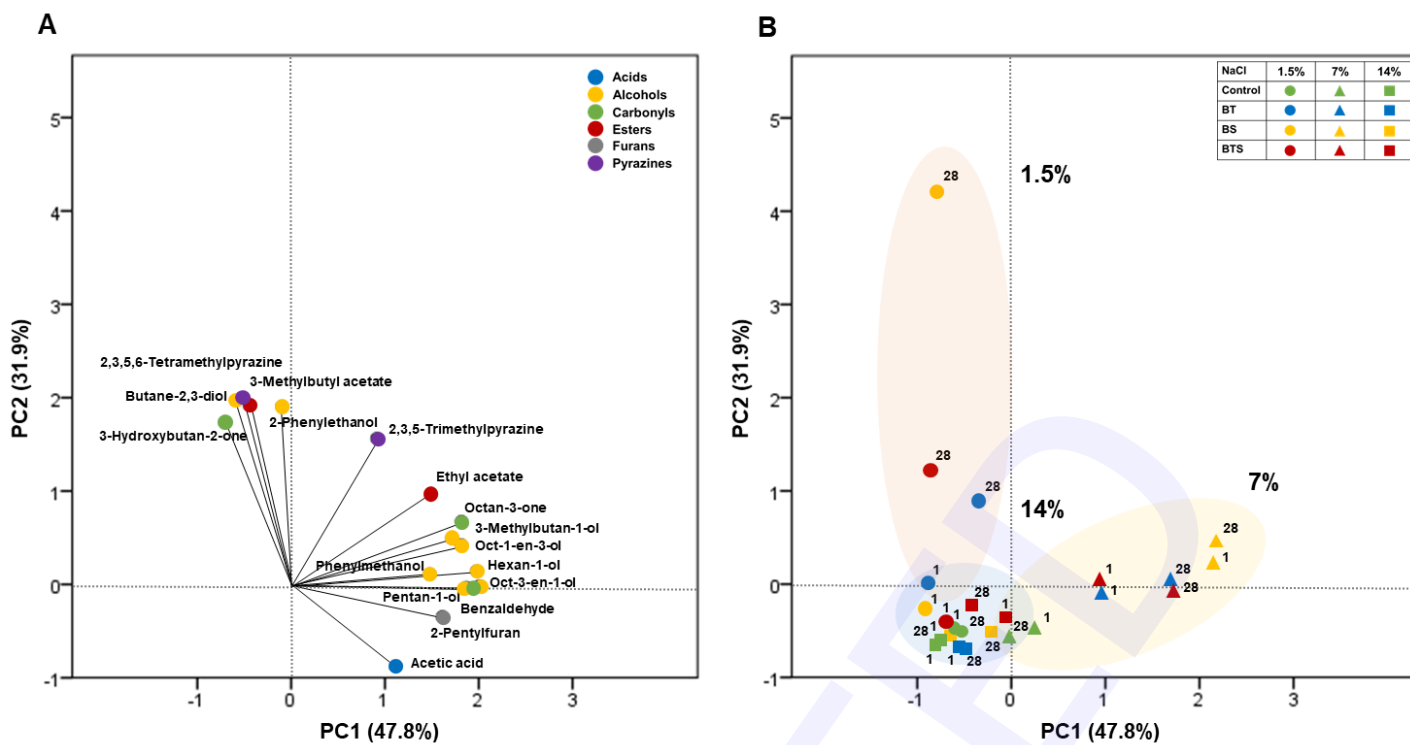 A
Acids
Alcohols
Carbonyls
Esters
Furans
Pyrazines
5
4
3
2
1
0
-1
PC2 (31.9%)
2,3,5,6-Tetramethylpyrazine
3-Methylbutyl acetate
Butane-2,3-diol
2-Phenylethanol
3-Hydroxybutan-2-one
2,3,5-Trimethylpyrazine
Ethyl acetate
Octan-3-one
3-Methylbutan-1-ol
Oct-1-en-3-ol
Phenylmethanol
Hexan-1-ol
Oct-3-en-1-ol
Pentan-1-ol
Benzaldehyde
2-Pentylfuran
Acetic acid
-1 0 1 2 3
PC1 (47.8%)
B
NaCl 1.5% 7% 14%
Control
BT
BS
BTS
5
4
3
2
1
0
-1
PC2 (31.9%)
28
1.5%
28
28
14%
7%
28
1
1
28
1
28
1
1
28
1
1
1
28
28
1
28
28
1
1
28
-1 0 1 2 3
PC1 (47.8%)